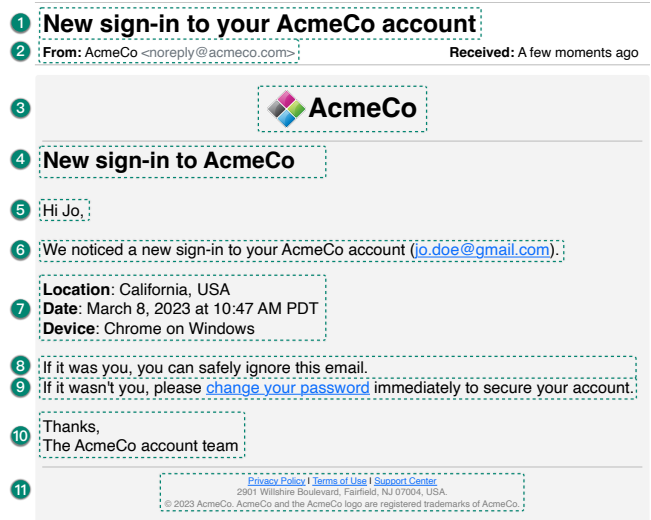 1 New sign-in to your AcmeCo account
2 From: AcmeCo <noreply@acmeco.com> Received: A few moments ago
3 AcmeCo
4 New sign-in to AcmeCo
5 Hi Jo,
6 We noticed a new sign-in to your AcmeCo account (jo.doe@gmail.com).
Location: California, USA
7 Date: March 8, 2023 at 10:47 AM PDT
Device: Chrome on Windows
8 If it was you, you can safely ignore this email.
9 If it wasn't you, please change your password immediately to secure your account.
10 Thanks,
The AcmeCo account team
Privacy Policy I Terms of Use I Support Center
11 2901 Willshire Boulevard, Fairfield, NJ 07004, USA.
© 2023 AcmeCo. AcmeCo and the AcmeCo logo are registered trademarks of AcmeCo.